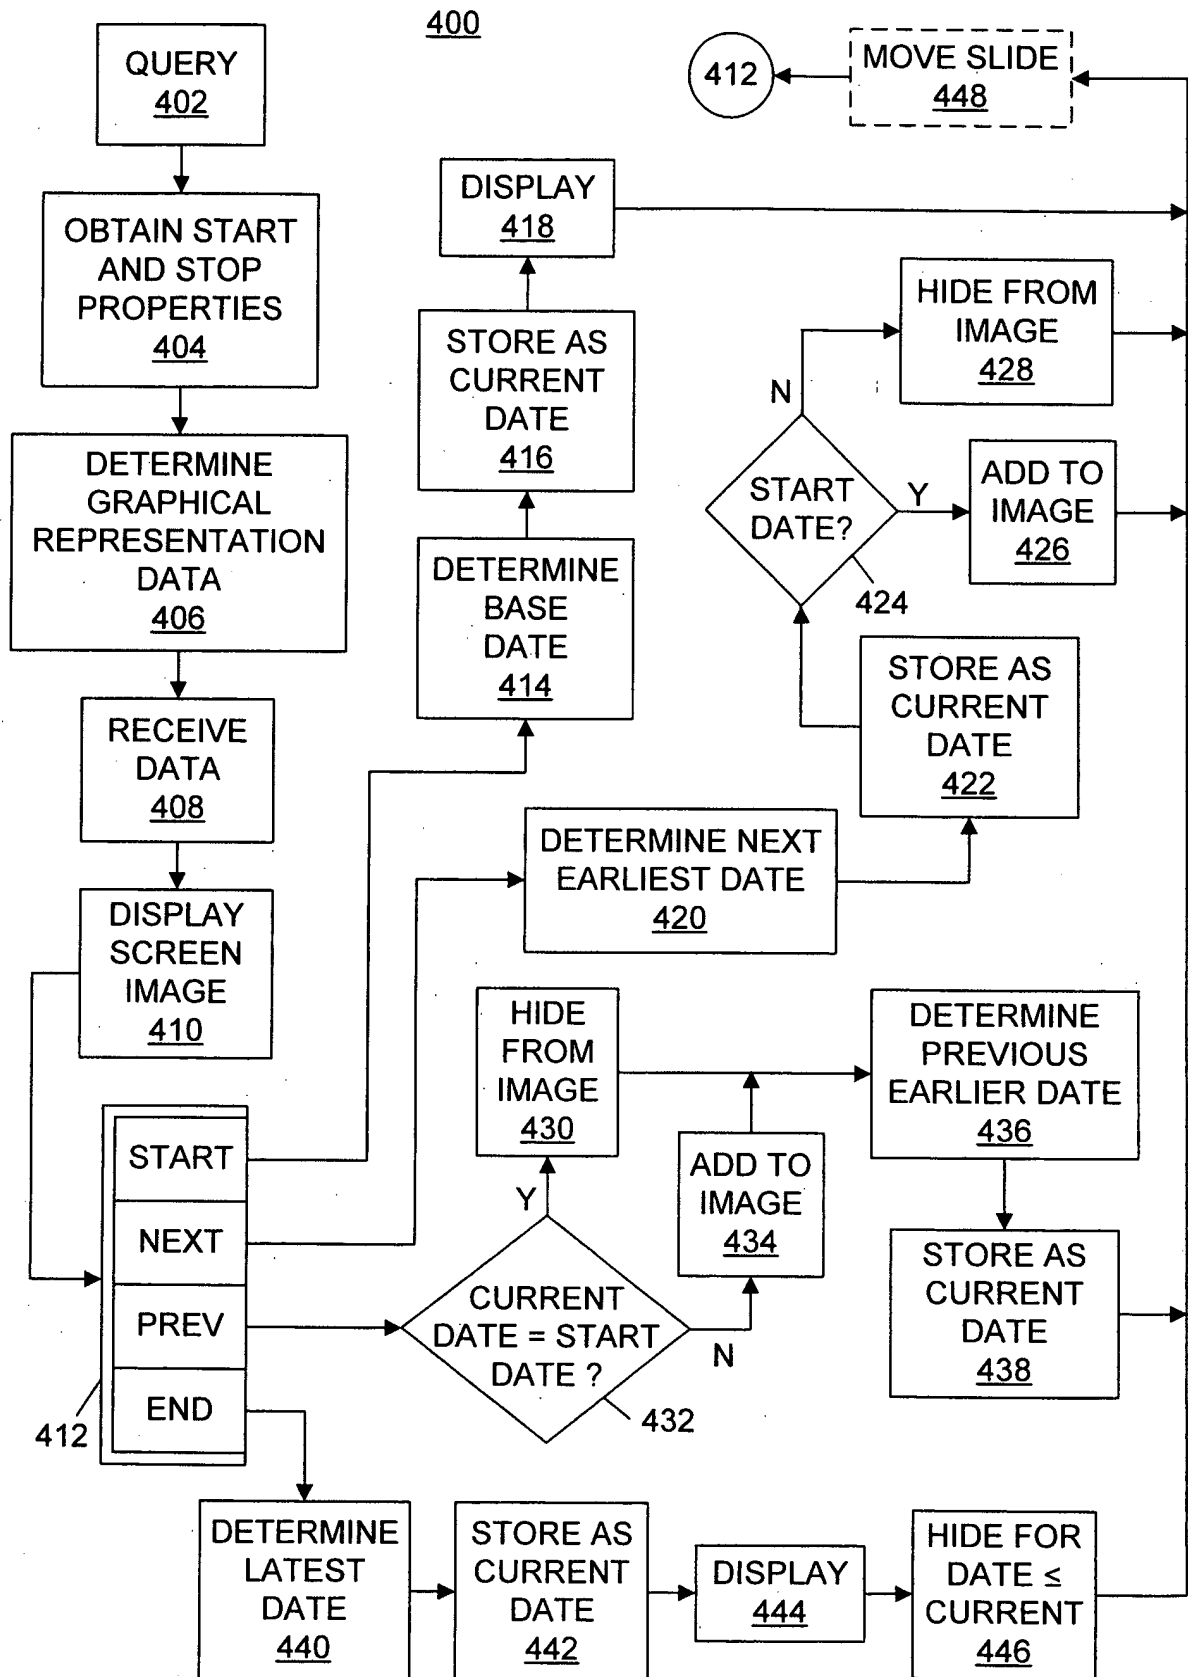 400
QUERY
402
OBTAIN START
AND STOP
PROPERTIES
404
DETERMINE
GRAPHICAL
REPRESENTATION
DATA
406
RECEIVE
DATA
408
DISPLAY
SCREEN
IMAGE
410
START
NEXT
PREV
END
412
DISPLAY
418
STORE AS
CURRENT
DATE
416
DETERMINE
BASE
DATE
414
412
MOVE SLIDE
448
HIDE FROM
IMAGE
428
N
START
DATE?
Y
424
ADD TO
IMAGE
426
STORE AS
CURRENT
DATE
422
DETERMINE NEXT
EARLIEST DATE
420
HIDE
FROM
IMAGE
430
Y
CURRENT
DATE = START
DATE ?
432
N
ADD TO
IMAGE
434
DETERMINE
PREVIOUS
EARLIER DATE
436
STORE AS
CURRENT
DATE
438
DETERMINE
LATEST
DATE
440
STORE AS
CURRENT
DATE
442
DISPLAY
444
HIDE FOR
DATE ≤
CURRENT
446